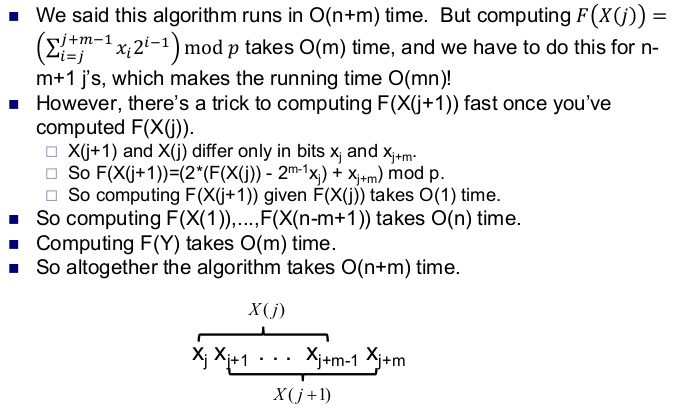 We said this algorithm runs in O(n+m) time. But computing F(X(j)) =
(∑_{i=j}^{j+m−1} x_i 2^{i−1}) mod p takes O(m) time, and we have to do this for n-
m+1 j's, which makes the running time O(mn)!
However, there's a trick to computing F(X(j+1)) fast once you've
computed F(X(j)).
X(j+1) and X(j) differ only in bits x_j and x_{j+m}.
So F(X(j+1))=(2*(F(X(j)) - 2^{m-1}x_j) + x_{j+m}) mod p.
So computing F(X(j+1)) given F(X(j)) takes O(1) time.
So computing F(X(1)),...,F(X(n-m+1)) takes O(n) time.
Computing F(Y) takes O(m) time.
So altogether the algorithm takes O(n+m) time.
X(j)
x_j x_{j+1} . . . x_{j+m-1} x_{j+m}
X(j+1)